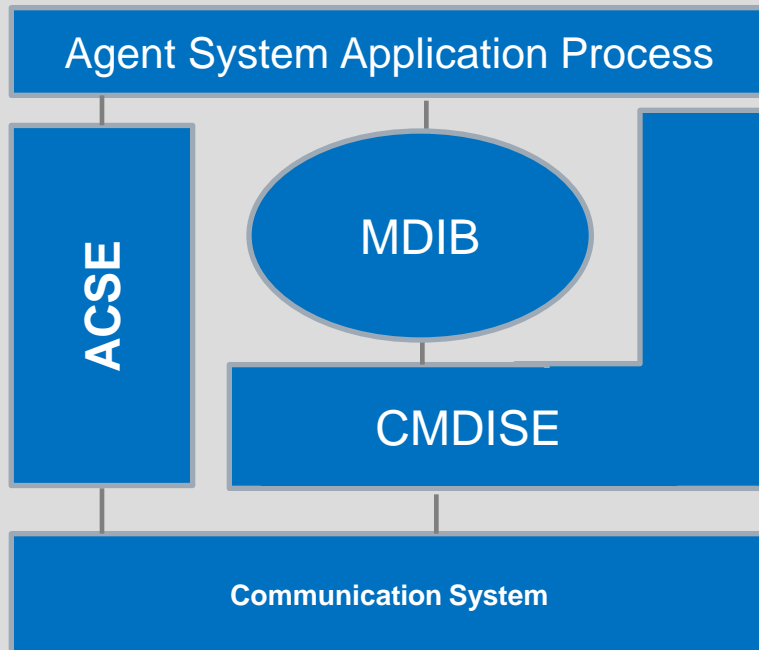 Agent System Application Process
MDIB
ACSE
CMDISE
Communication System